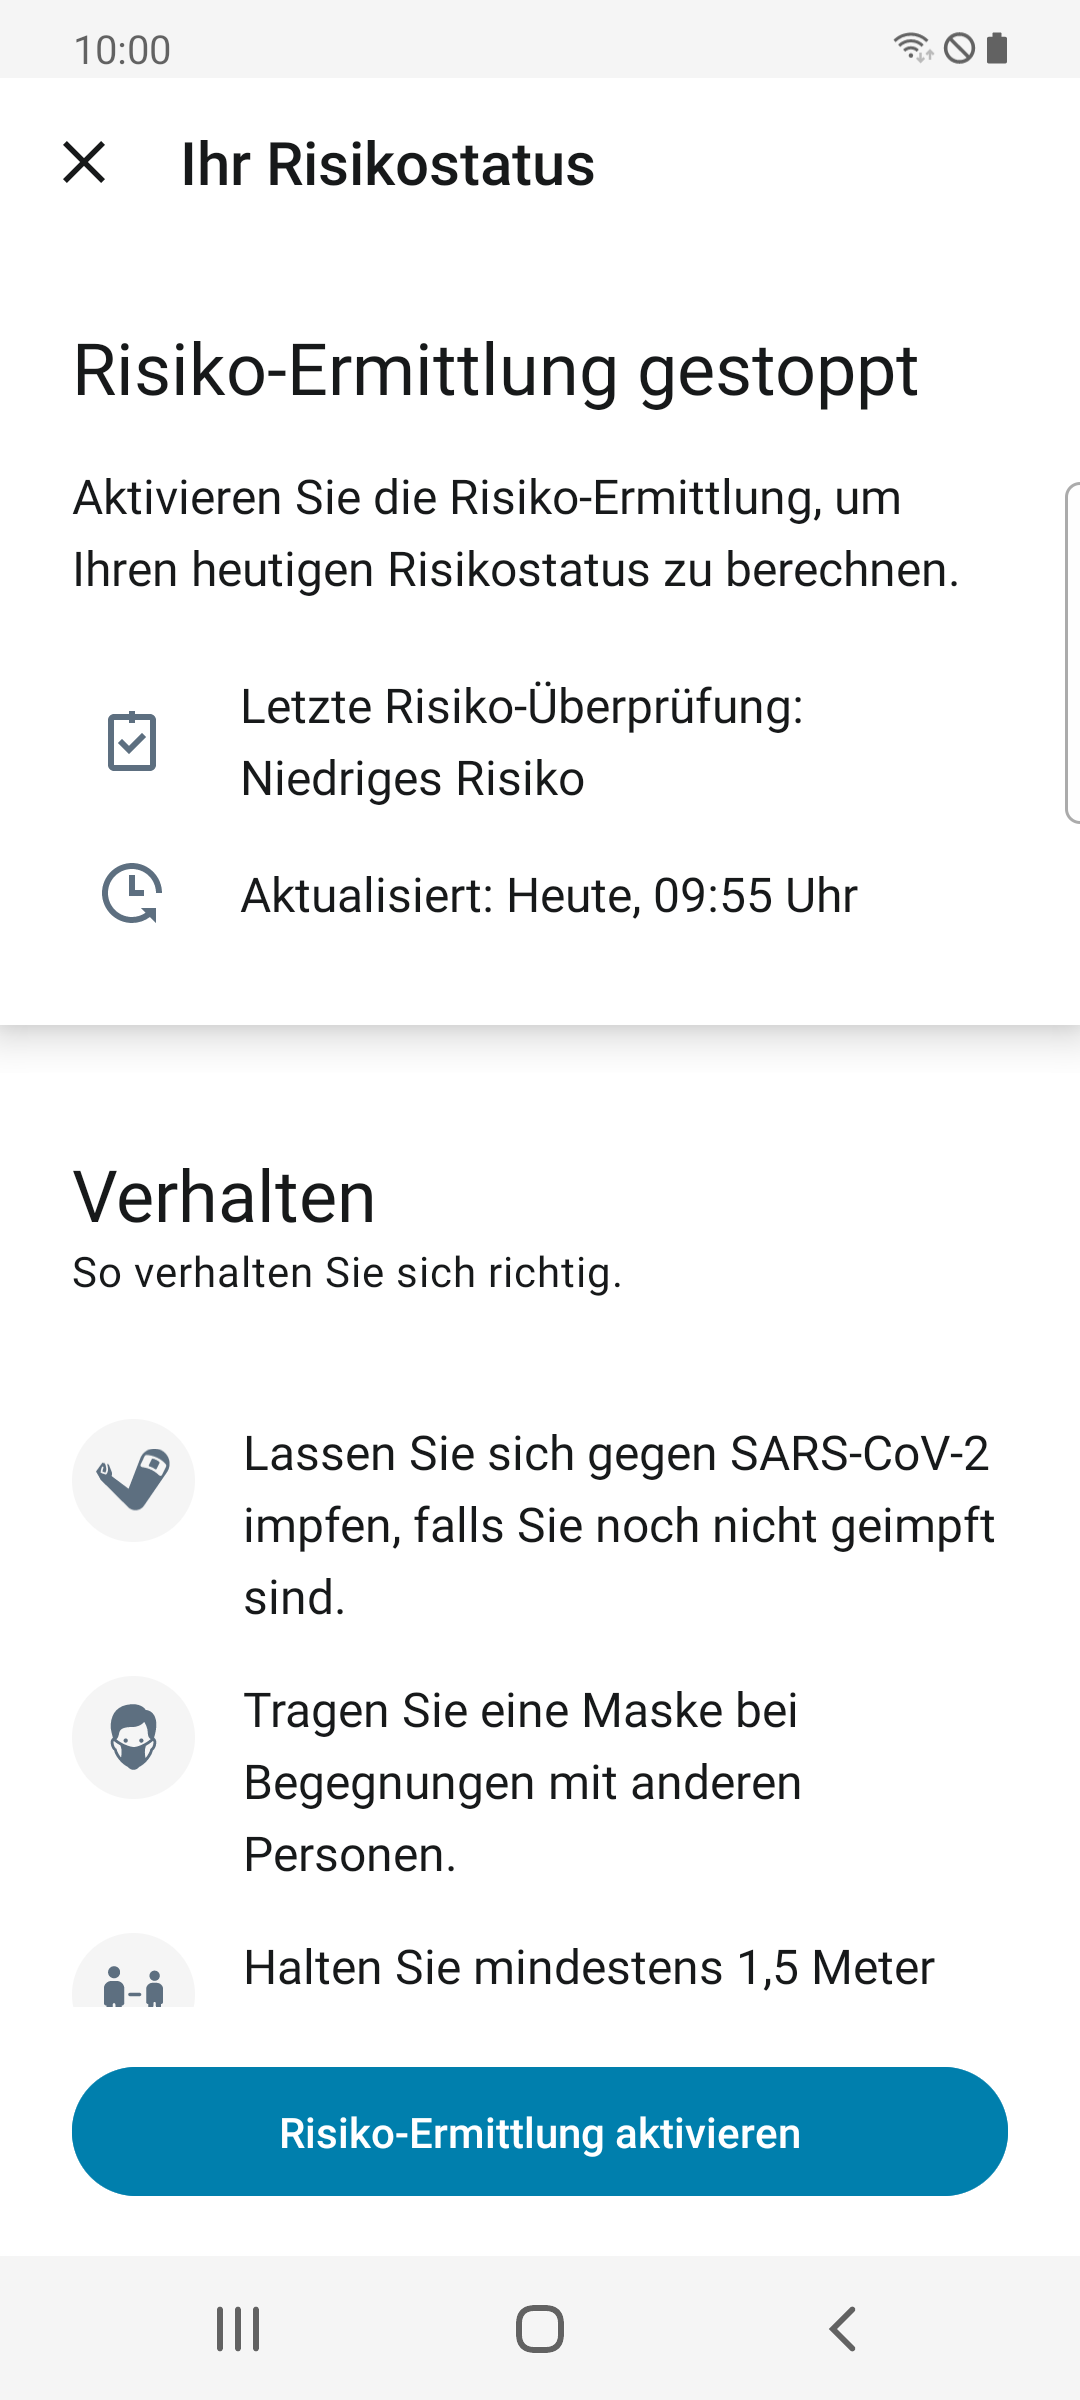 10:00
Ihr Risikostatus
Risiko-Ermittlung gestoppt
Aktivieren Sie die Risiko-Ermittlung, um
Ihren heutigen Risikostatus zu berechnen.
Letzte Risiko-Überprüfung:
Niedriges Risiko
Aktualisiert: Heute, 09:55 Uhr
Verhalten
So verhalten Sie sich richtig.
Lassen Sie sich gegen SARS-CoV-2
impfen, falls Sie noch nicht geimpft
sind.
Tragen Sie eine Maske bei
Begegnungen mit anderen
Personen.
Halten Sie mindestens 1,5 Meter
Risiko-Ermittlung aktivieren